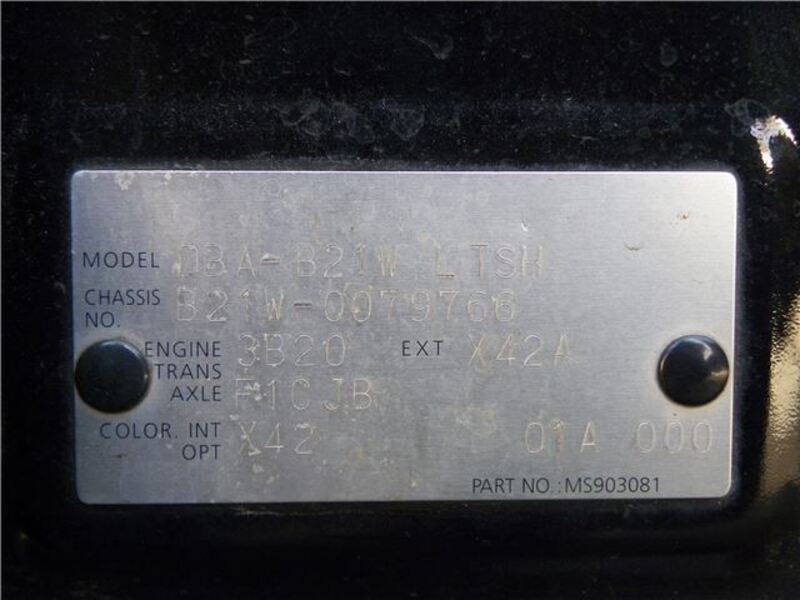 MODEL DBA-B21W LTSH
CHASSIS NO. B21W-0079766
ENGINE 3B20 EXT X42A
TRANS AXLE F1CJB
COLOR. INT OPT X42 01A 000
PART NO.: MS903081